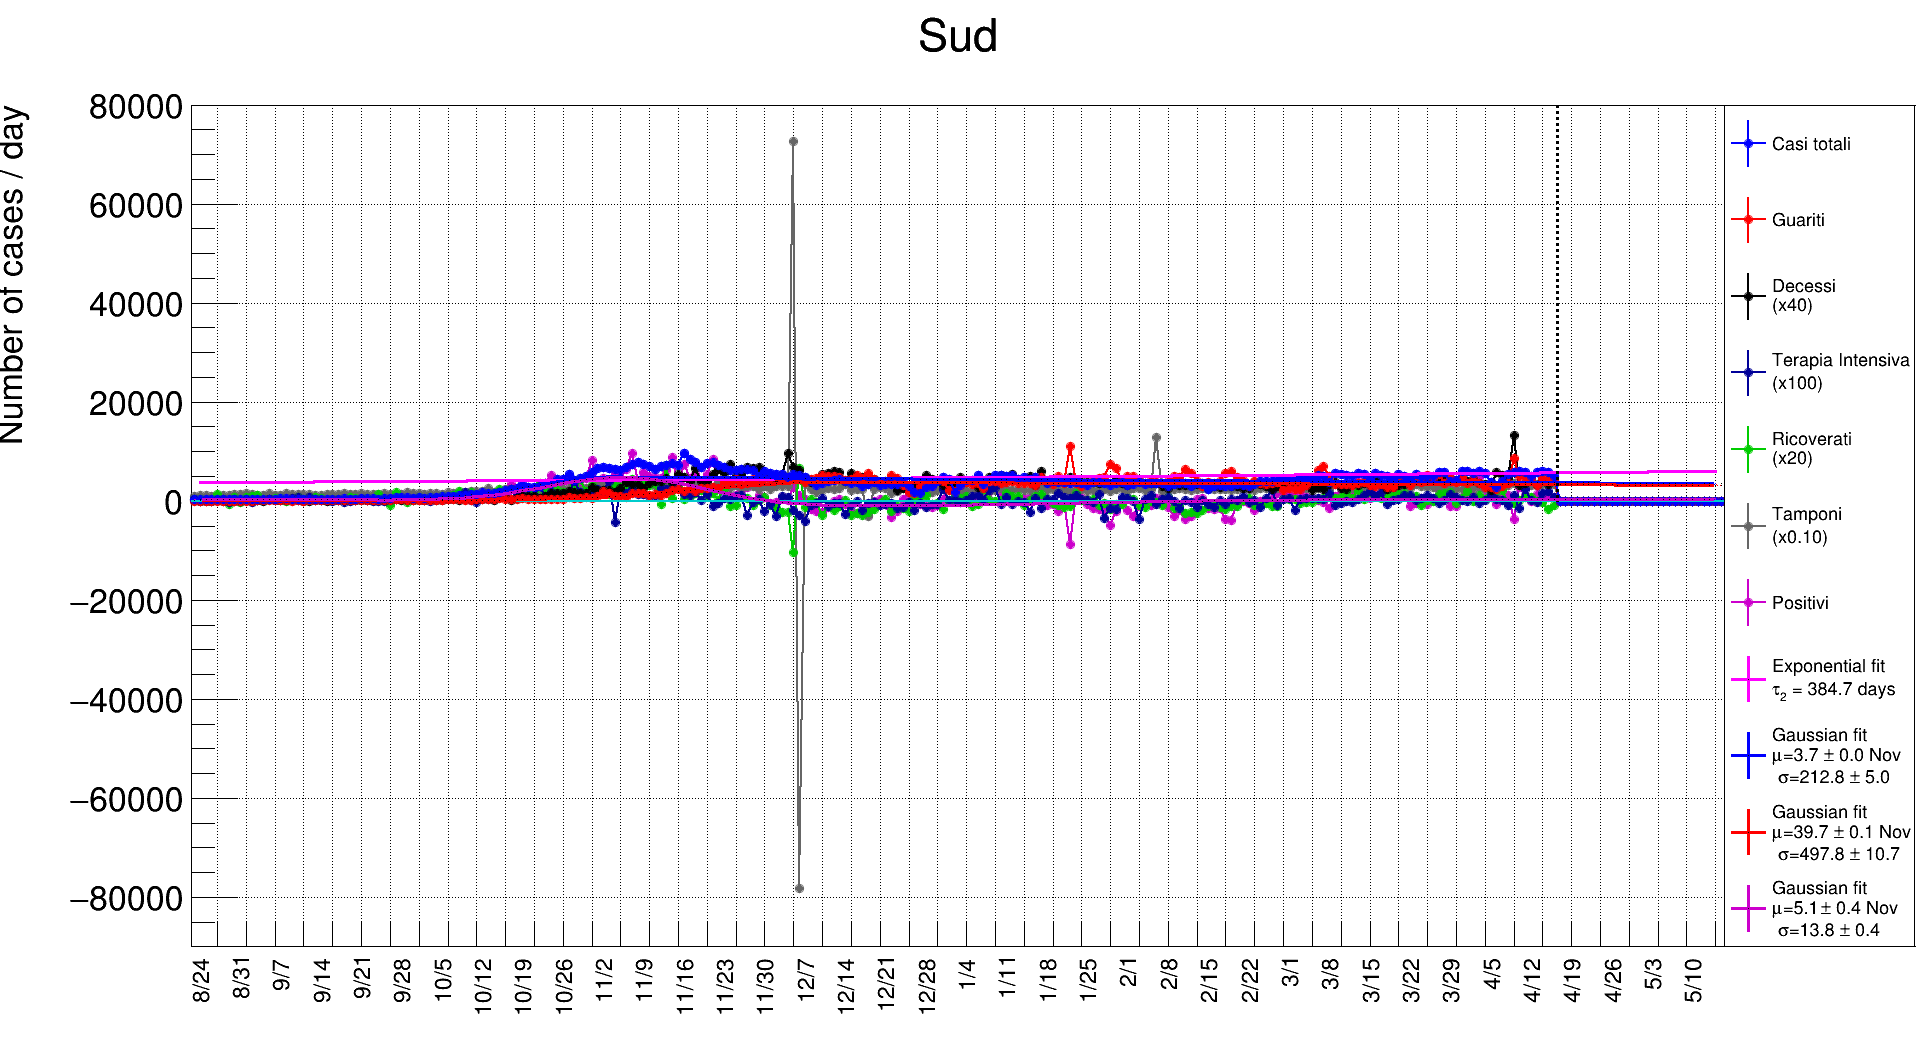 Sud
Number of cases / day
80000
60000
40000
20000
0
−20000
−40000
−60000
−80000
8/24
8/31
9/7
9/14
9/21
9/28
10/5
10/12
10/19
10/26
11/2
11/9
11/16
11/23
11/30
12/7
12/14
12/21
12/28
1/4
1/11
1/18
1/25
2/1
2/8
2/15
2/22
3/1
3/8
3/15
3/22
3/29
4/5
4/12
4/19
4/26
5/3
5/10
Casi totali
Guariti
Decessi
(x40)
Terapia Intensiva
(x100)
Ricoverati
(x20)
Tamponi
(x0.10)
Positivi
Exponential fit
τ2 = 384.7 days
Gaussian fit
μ=3.7 ± 0.0 Nov
σ=212.8 ± 5.0
Gaussian fit
μ=39.7 ± 0.1 Nov
σ=497.8 ± 10.7
Gaussian fit
μ=5.1 ± 0.4 Nov
σ=13.8 ± 0.4